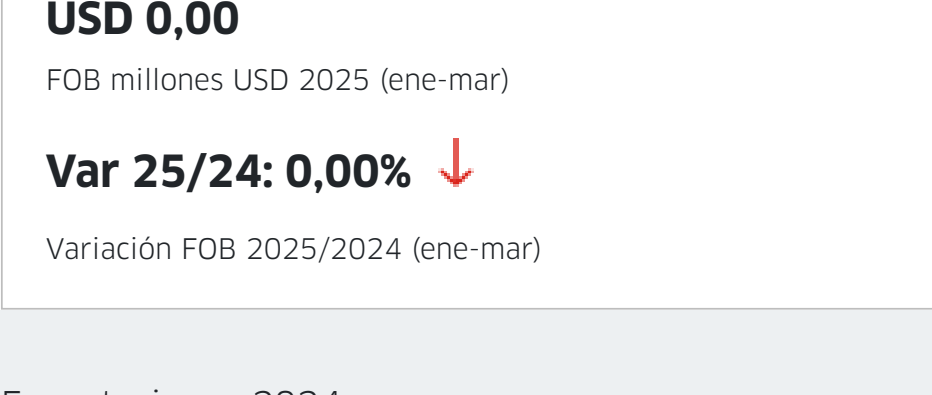 USD 0,00
FOB millones USD 2025 (ene-mar)
Var 25/24: 0,00%
Variación FOB 2025/2024 (ene-mar)